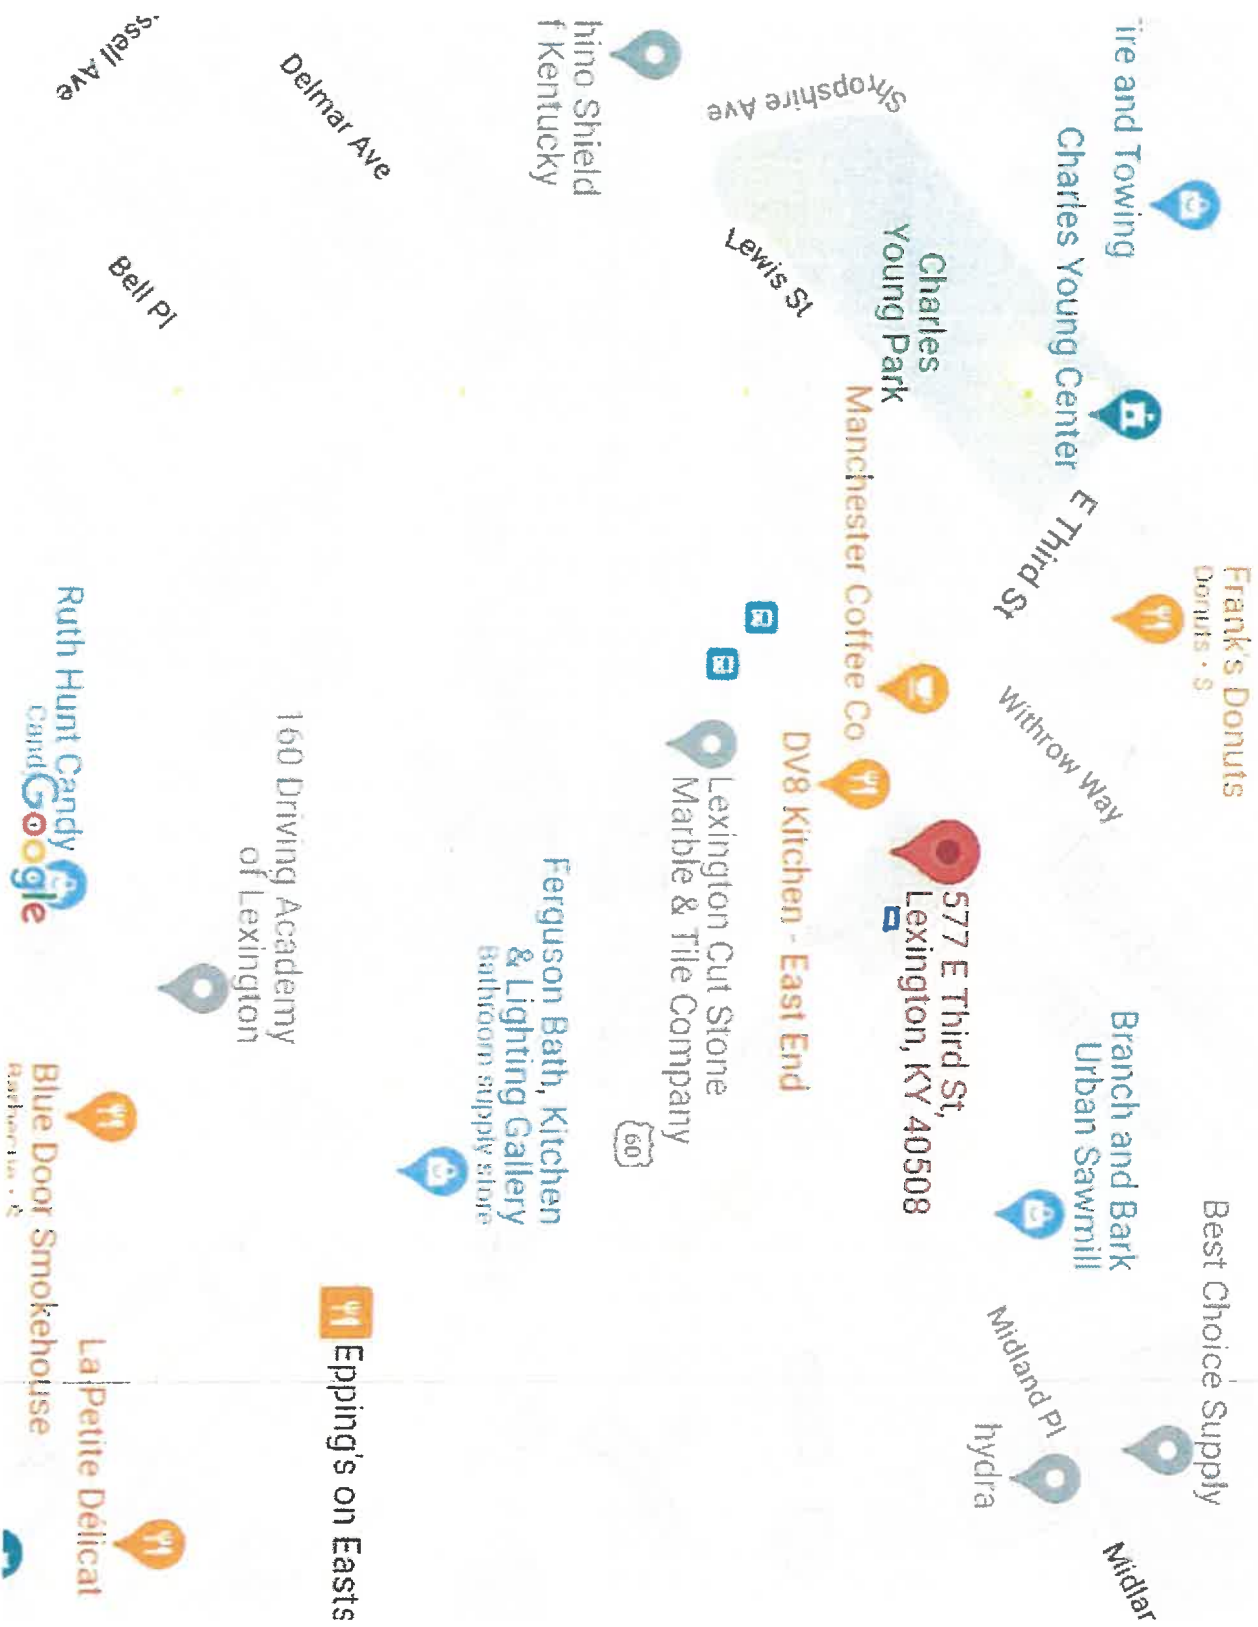 Frank's Donuts
Donuts · $
Best Choice Supply
ire and Towing
Charles Young Center
E Third St
Withrow Way
Branch and Bark
Urban Sawmill
Midlar
Midland Pl
hydra
Charles
Young Park
577 E Third St,
Lexington, KY 40508
Shropshire Ave
Manchester Coffee Co
DV8 Kitchen - East End
Lewis St
Lexington Cut Stone
Marble & Tile Company
60
hino Shield
f Kentucky
Ferguson Bath, Kitchen
& Lighting Gallery
Bathroom supply store
Delmar Ave
Epping's on Easts
160 Driving Academy
of Lexington
ssell Ave
Bell Pl
Ruth Hunt Candy
Candy
Google
La Petite Délicat
Blue Door Smokehouse